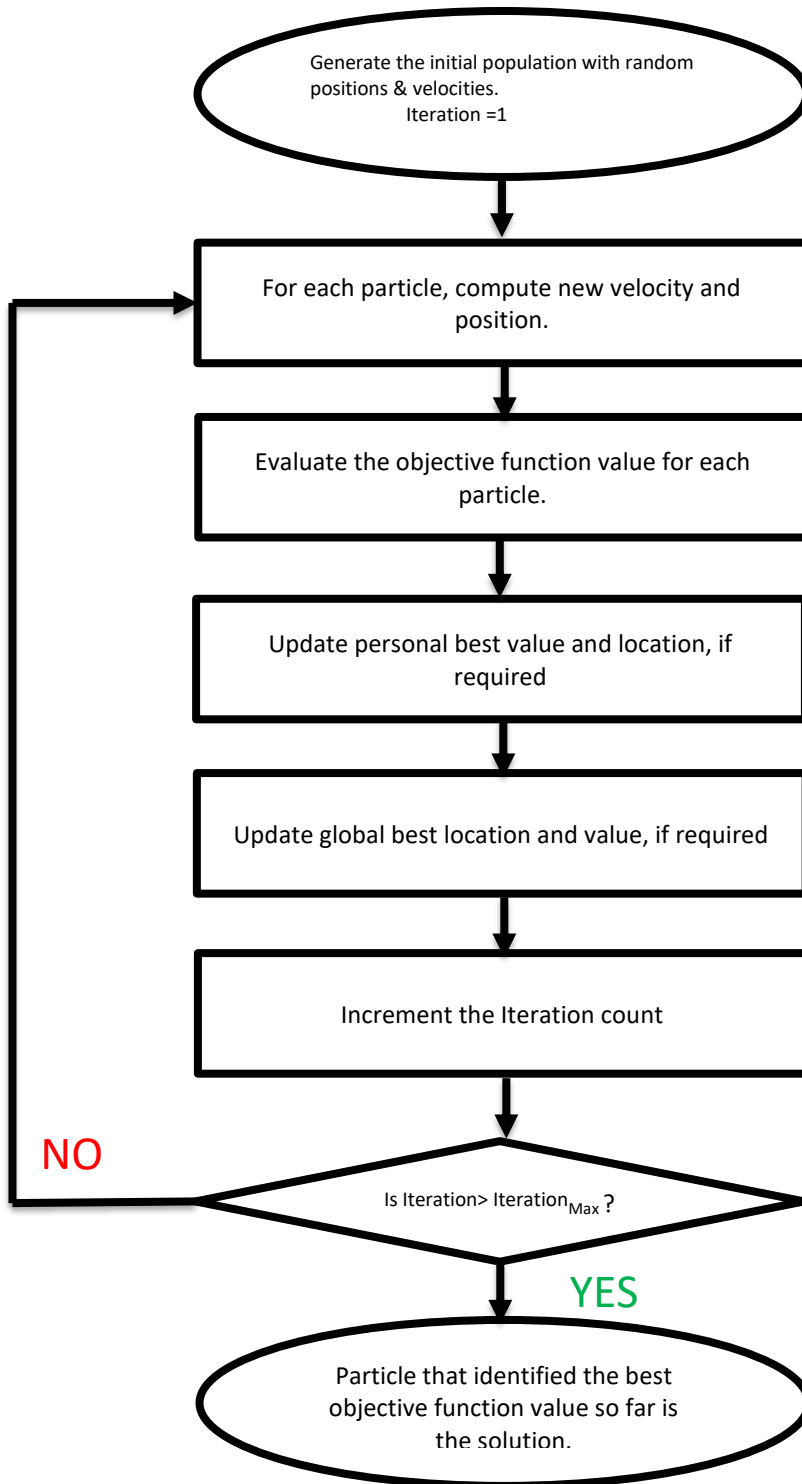 Generate the initial population with random
positions & velocities.
Iteration =1
For each particle, compute new velocity and
position.
Evaluate the objective function value for each
particle.
Update personal best value and location, if
required
Update global best location and value, if required
Increment the Iteration count
NO
Is Iteration> Iteration_Max ?
YES
Particle that identified the best
objective function value so far is
the solution.